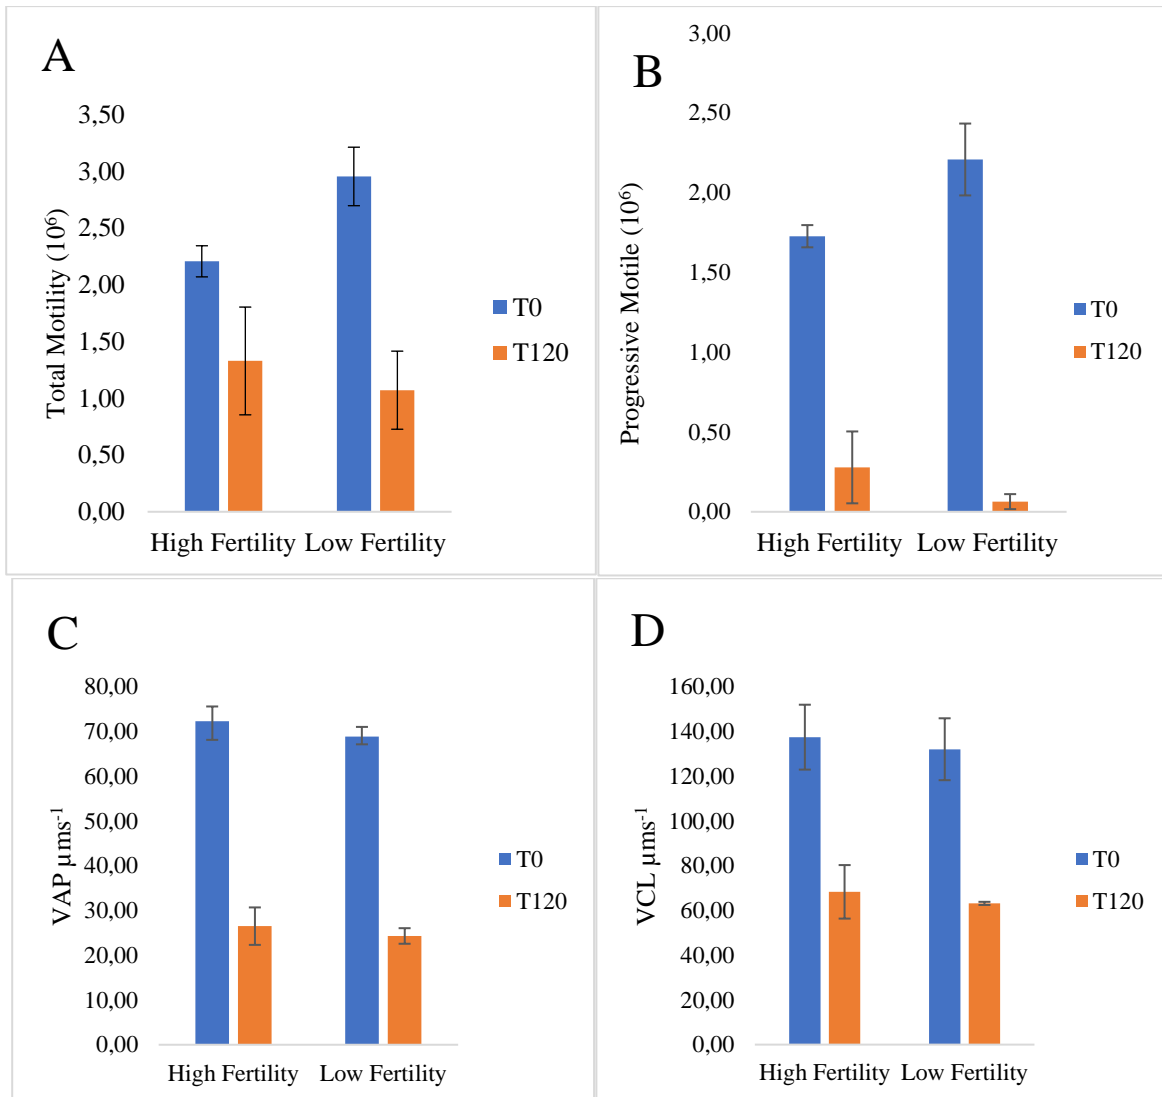 A
3,50
3,00
2,50
2,00
1,50
1,00
0,50
0,00
Total Motility (10⁶)
High Fertility Low Fertility
T0
T120
B
3,00
2,50
2,00
1,50
1,00
0,50
0,00
Progressive Motile (10⁶)
High Fertility Low Fertility
T0
T120
C
80,00
70,00
60,00
50,00
40,00
30,00
20,00
10,00
0,00
VAP µms⁻¹
High Fertility Low Fertility
T0
T120
D
160,00
140,00
120,00
100,00
80,00
60,00
40,00
20,00
0,00
VCL µms⁻¹
High Fertility Low Fertility
T0
T120